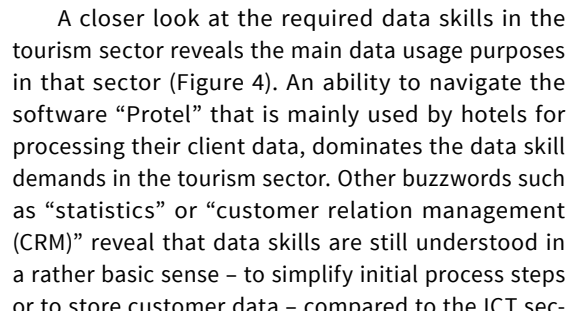 A closer look at the required data skills in the
tourism sector reveals the main data usage purposes
in that sector (Figure 4). An ability to navigate the
software “Protel” that is mainly used by hotels for
processing their client data, dominates the data skill
demands in the tourism sector. Other buzzwords such
as “statistics” or “customer relation management
(CRM)” reveal that data skills are still understood in
a rather basic sense – to simplify initial process steps
or to store customer data – compared to the ICT sec-